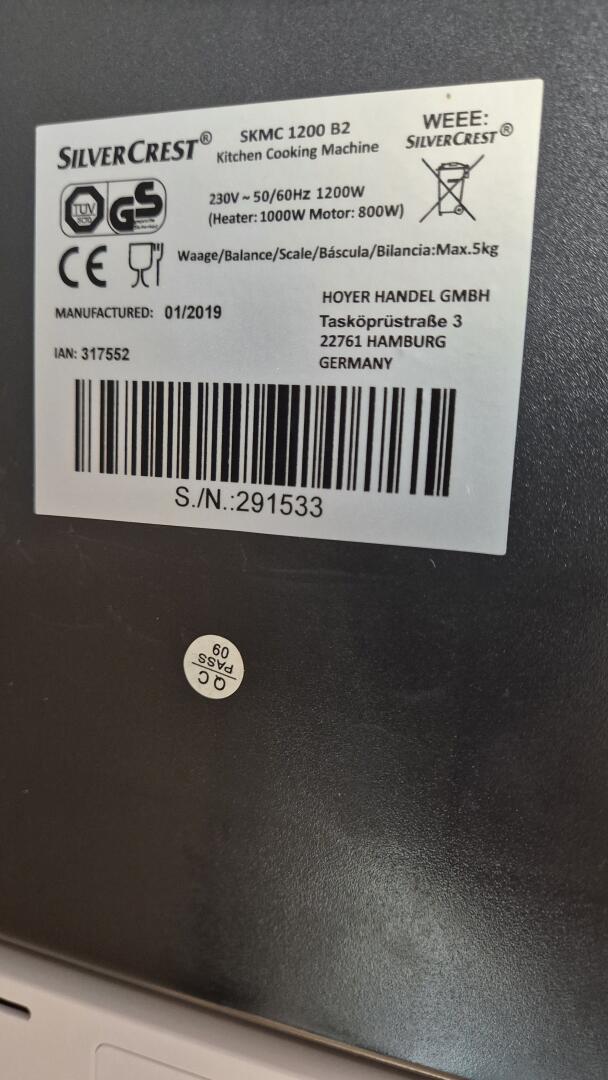 SILVERCREST®
SKMC 1200 B2
Kitchen Cooking Machine
WEEE:
SILVERCREST®
TÜV
GS
230V ~ 50/60Hz 1200W
(Heater: 1000W Motor: 800W)
CE
Waage/Balance/Scale/Báscula/Bilancia:Max.5kg
MANUFACTURED: 01/2019
HOYER HANDEL GMBH
Tasköprüstraße 3
22761 HAMBURG
GERMANY
IAN: 317552
S./N.:291533
QC
PASS
09